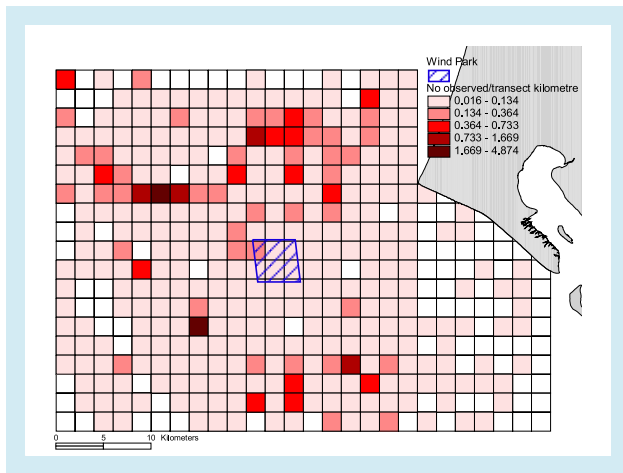 Wind Park
No observed/transect kilometre
0.016 - 0.134
0.134 - 0.364
0.364 - 0.733
0.733 - 1.669
1.669 - 4.874
0 5 10 Kilometers